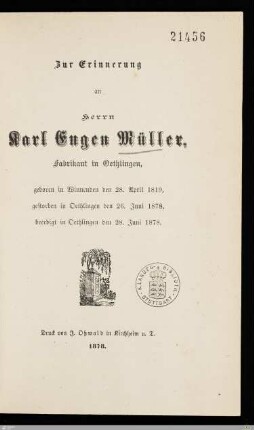 21456
Zur Erinnerung
an
Herrn
Karl Eugen Müller,
Fabrikant in Oethlingen,
geboren in Winnenden den 28. April 1819,
gestorben in Oethlingen den 26. Juni 1878,
beerdigt in Oethlingen den 28. Juni 1878.
Druck von J. Oßwald in Kirchheim u. T.
1878.